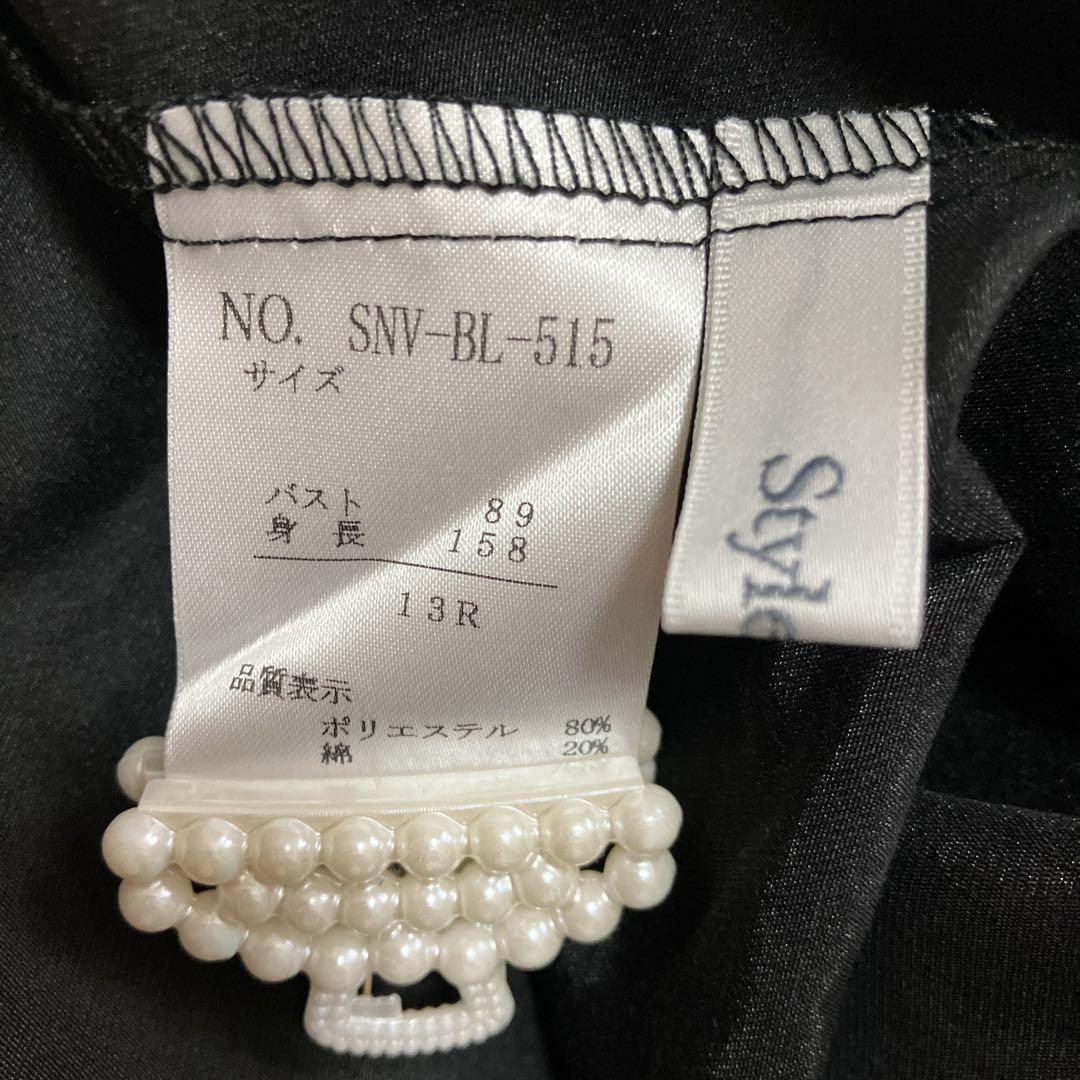 NO. SNV-BL-515
サイズ
バスト 89
身長 158
13R
品質表示
ポリエステル 80%
綿 20%
Style